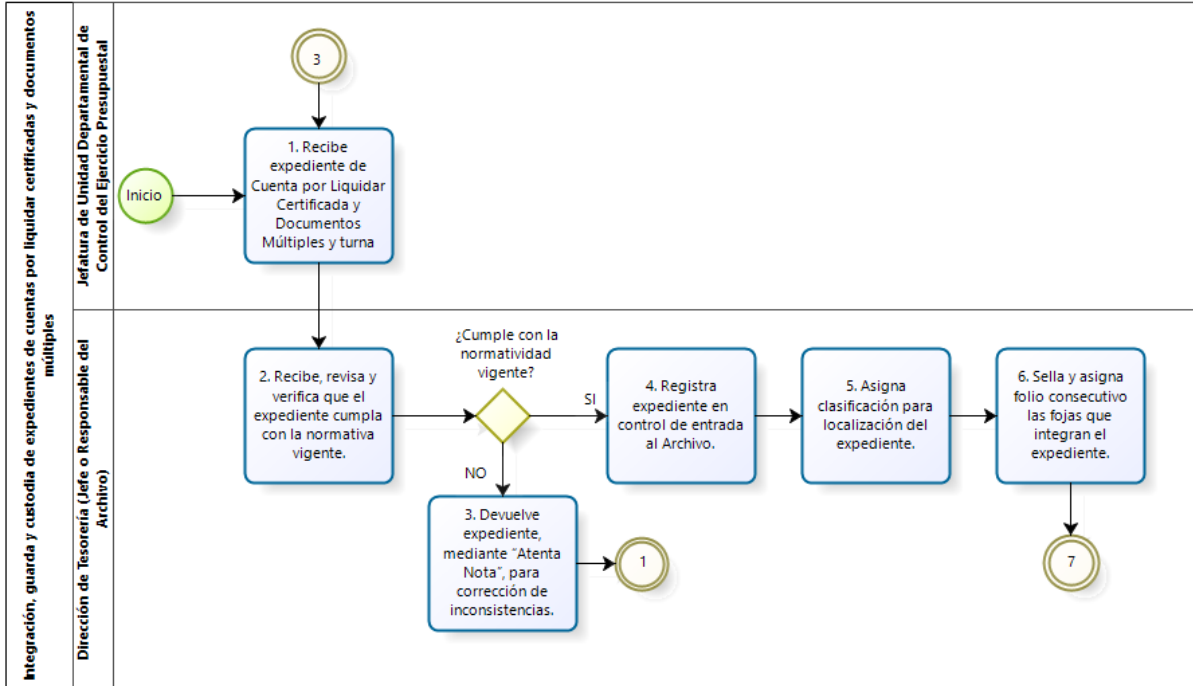 Integración, guarda y custodia de expedientes de cuentas por liquidar certificadas y documentos
múltiples
Jefatura de Unidad Departamental de
Control del Ejercicio Presupuestal
3
Inicio
1. Recibe
expediente de
Cuenta por Liquidar
Certificada y
Documentos
Múltiples y turna
Dirección de Tesorería (Jefe o Responsable del
Archivo)
2. Recibe, revisa y
verifica que el
expediente cumpla
con la normativa
vigente.
¿Cumple con la
normatividad
vigente?
SI
NO
3. Devuelve
expediente,
mediante “Atenta
Nota”, para
corrección de
inconsistencias.
1
4. Registra
expediente en
control de entrada
al Archivo.
5. Asigna
clasificación para
localización del
expediente.
6. Sella y asigna
folio consecutivo
las fojas que
integran el
expediente.
7